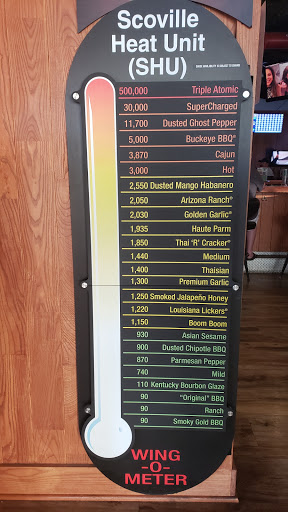 Scoville
Heat Unit
(SHU)
500,000 Triple Atomic
30,000 SuperCharged
11,700 Dusted Ghost Pepper
5,000 Buckeye BBQ*
3,870 Cajun
3,000 Hot
2,550 Dusted Mango Habanero
2,050 Arizona Ranch*
2,030 Golden Garlic*
1,935 Haute Parm
1,850 Thai 'R' Cracker*
1,440 Medium
1,400 Thaisian
1,300 Premium Garlic
1,250 Smoked Jalapeño Honey
1,220 Louisiana Lickers*
1,150 Boom Boom
930 Asian Sesame
900 Dusted Chipotle BBQ
870 Parmesan Pepper
740 Mild
110 Kentucky Bourbon Glaze
90 "Original" BBQ
90 Ranch
90 Smoky Gold BBQ
WING
-O-
METER